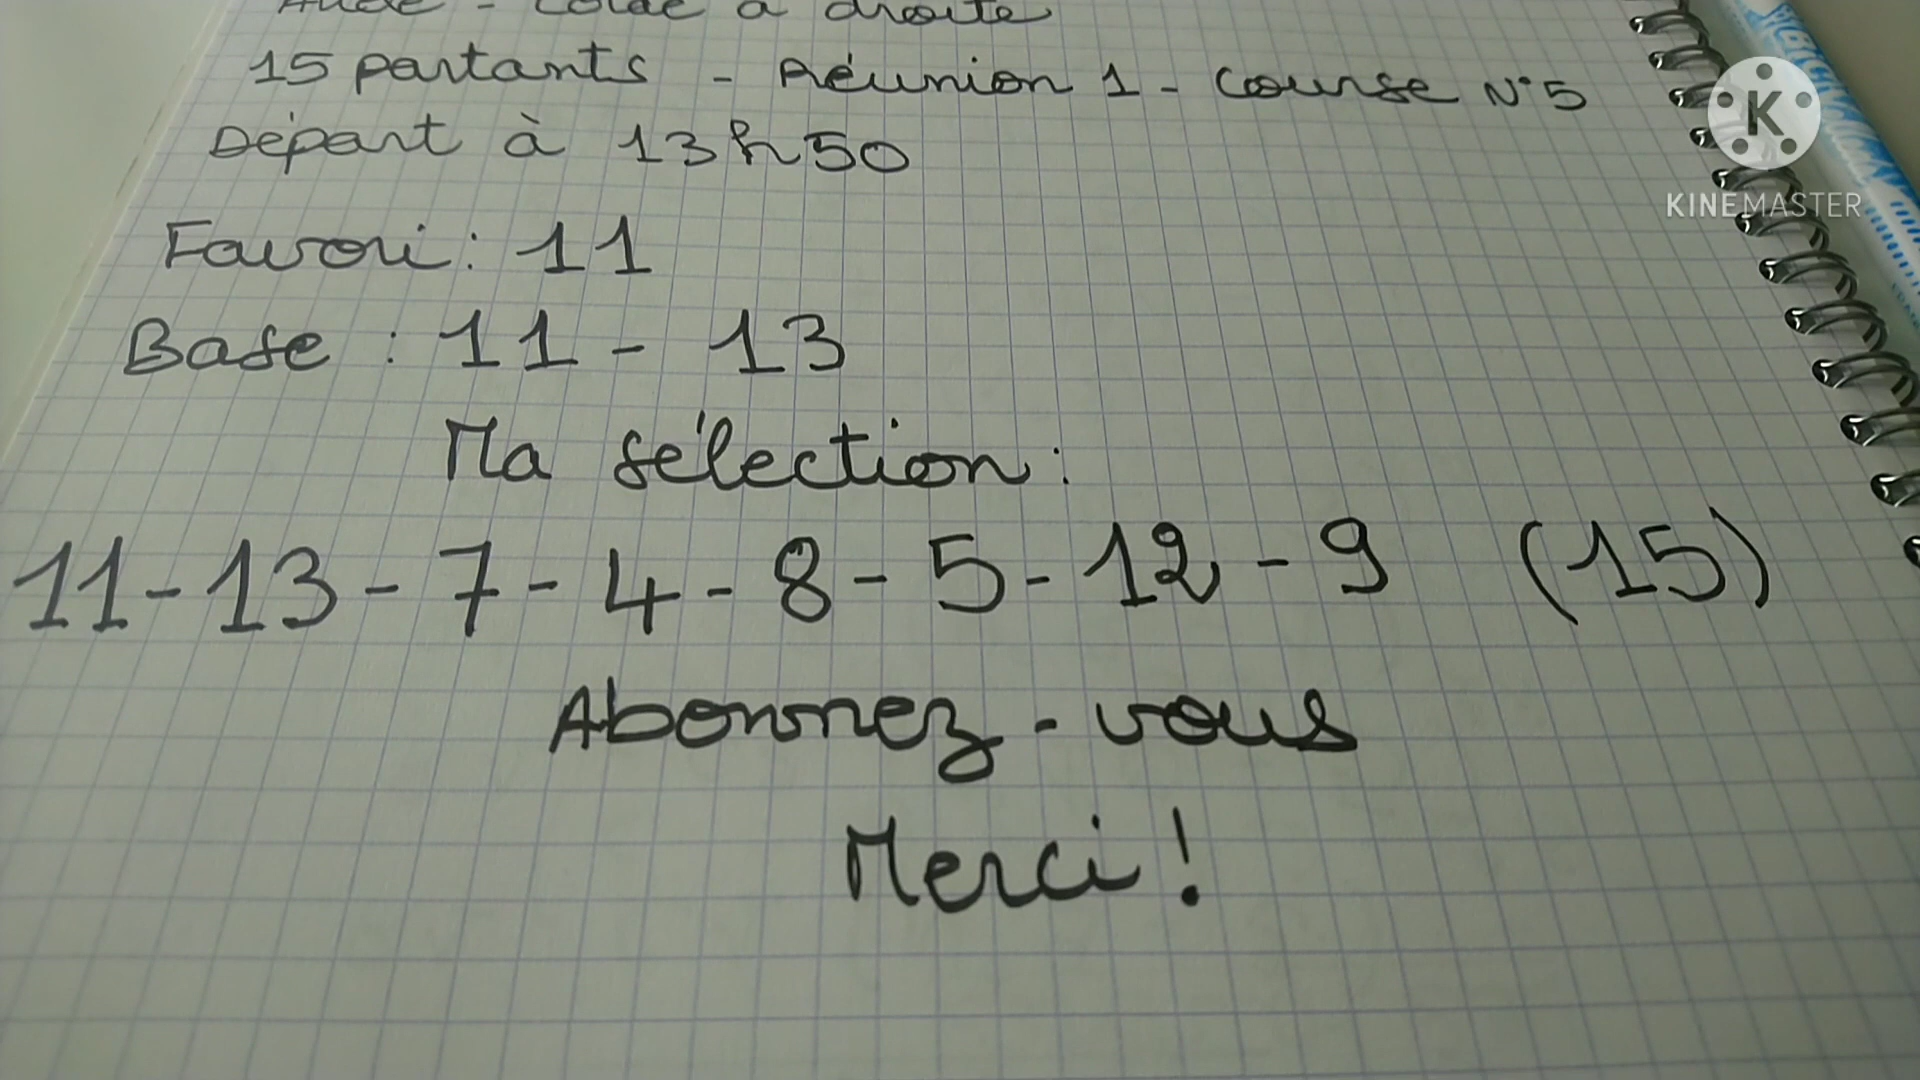 à droite
15 partants - Réunion 1 - course N°5
Départ à 13h50
Favori : 11
Base : 11 - 13
Ma sélection :
11 - 13 - 7 - 4 - 8 - 5 - 12 - 9 (15)
Abonnez-vous
Merci !
K
KINEMASTER